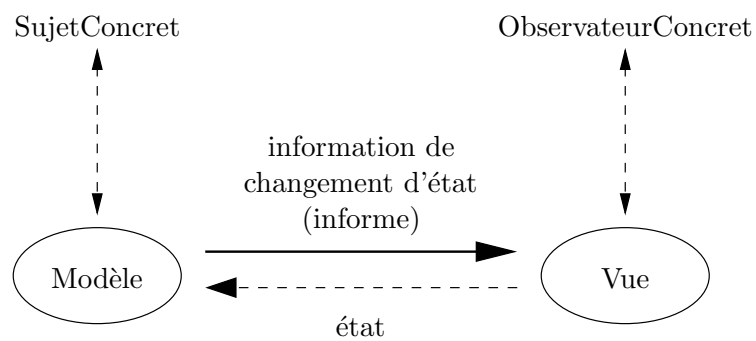 SujetConcret
ObservateurConcret
information de
changement d'état
(informe)
Modèle
Vue
état